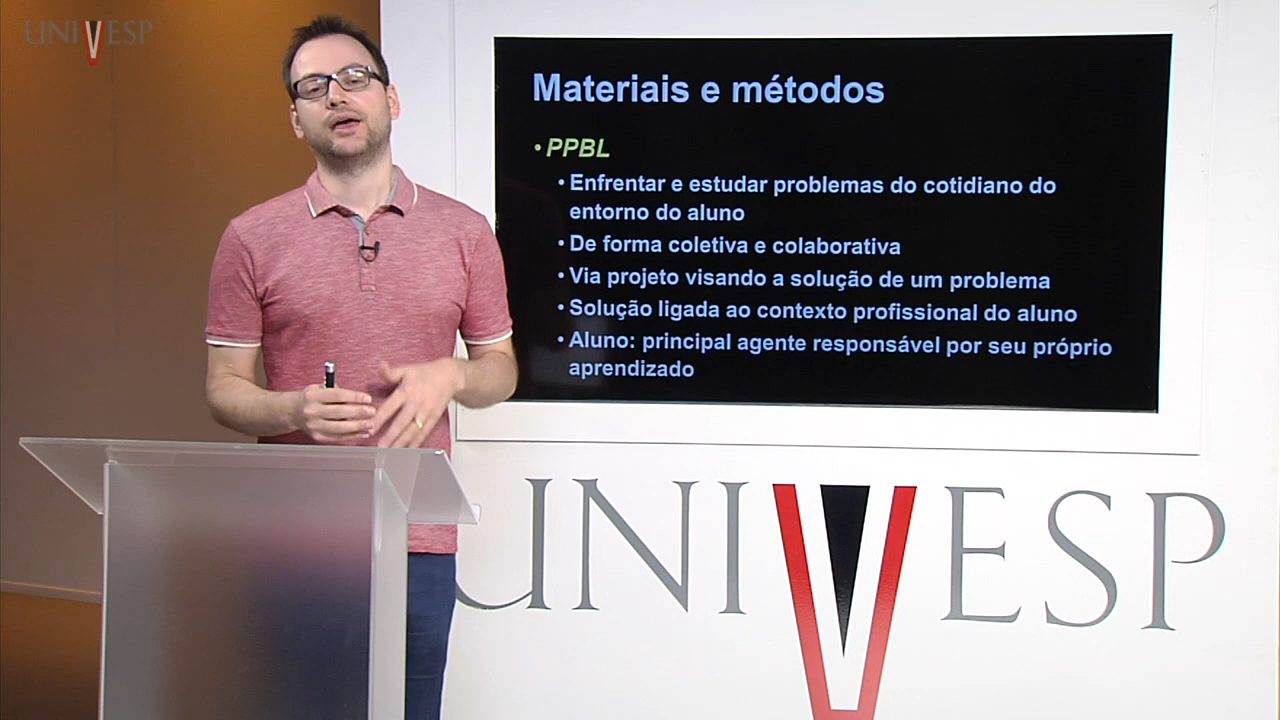 UNIVESP
Materiais e métodos
• PPBL
• Enfrentar e estudar problemas do cotidiano do
entorno do aluno
• De forma coletiva e colaborativa
• Via projeto visando a solução de um problema
• Solução ligada ao contexto profissional do aluno
• Aluno: principal agente responsável por seu próprio
aprendizado
UNIVESP